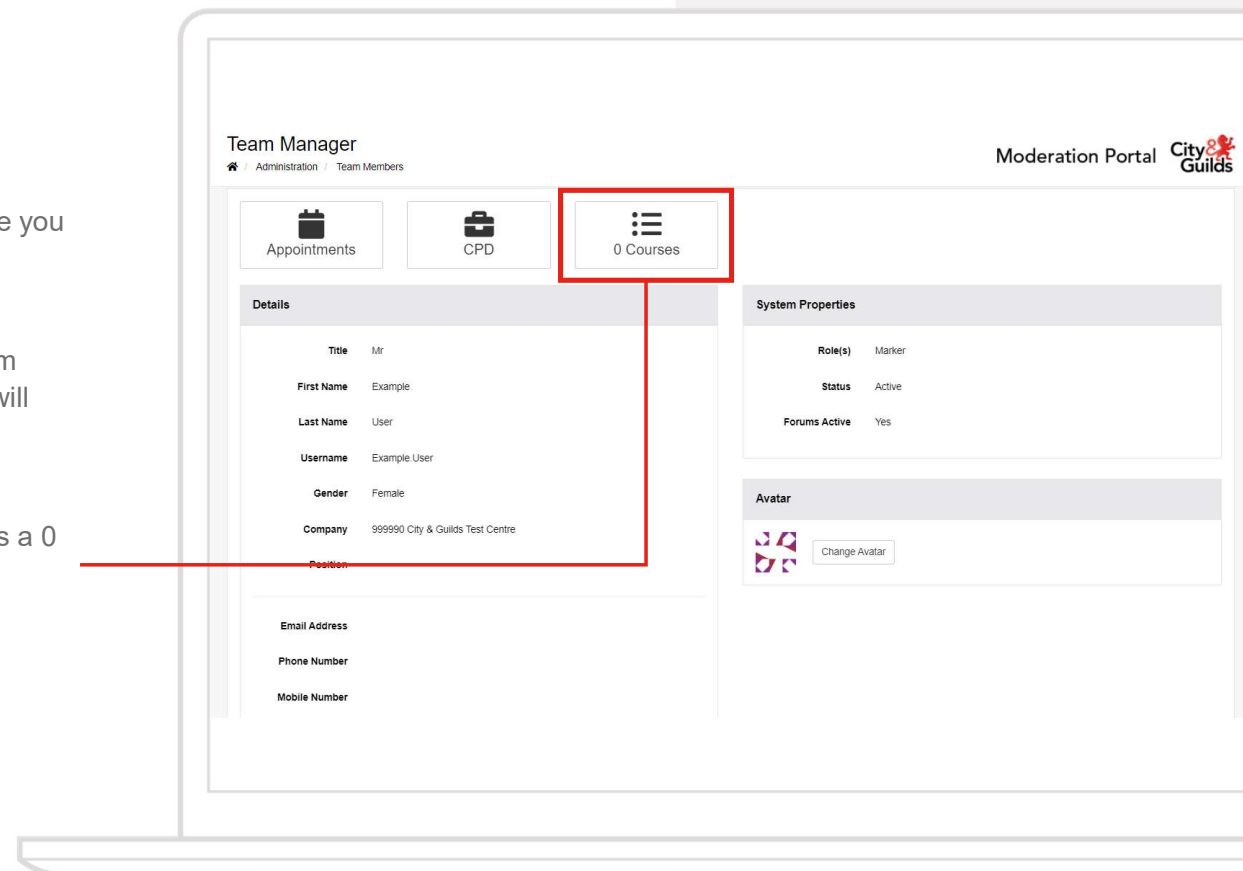 e you
m
will
s a 0
Team Manager
/ Administration / Team Members
Moderation Portal City & Guilds
Appointments CPD 0 Courses
Details
Title Mr
First Name Example
Last Name User
Username Example.User
Gender Female
Company 999990 City & Guilds Test Centre
Position
Email Address
Phone Number
Mobile Number
System Properties
Role(s) Marker
Status Active
Forums Active Yes
Avatar
Change Avatar